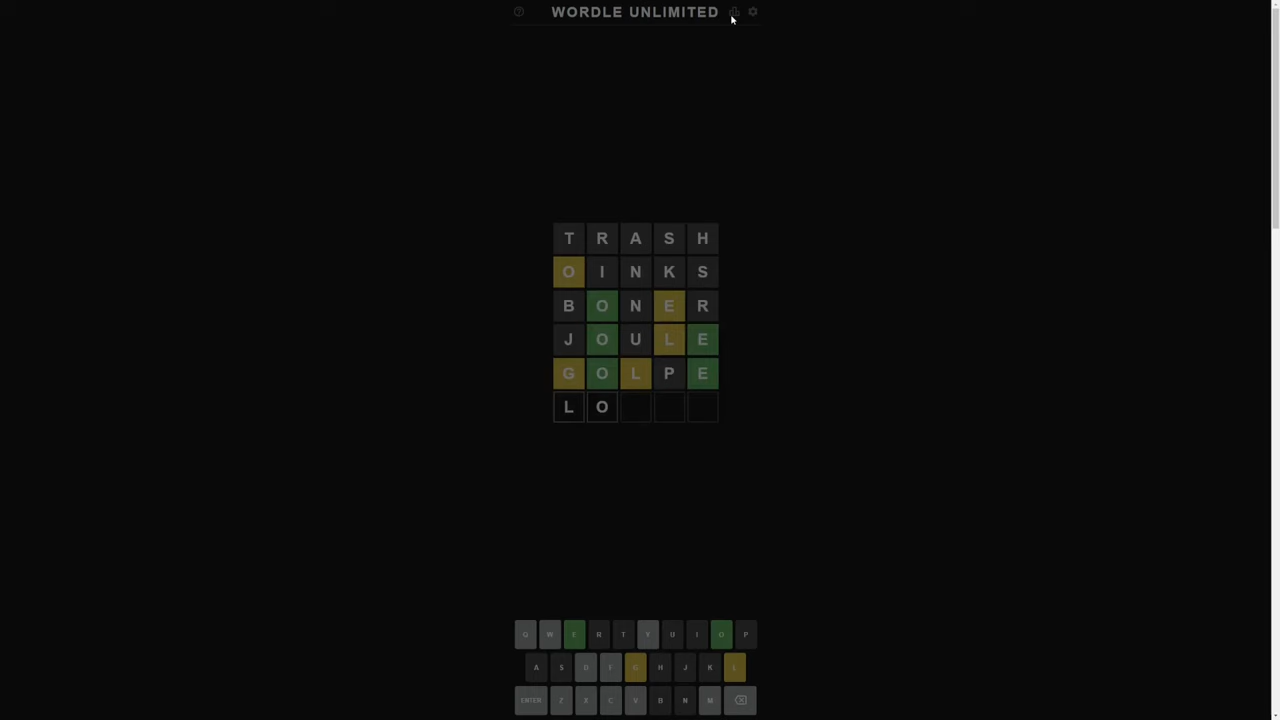 WORDLE UNLIMITED
T R A S H
O I N K S
B O N E R
J O U L E
G O L P E
L O
Q W E R T Y U I O P
A S D F G H J K L
ENTER Z X C V B N M